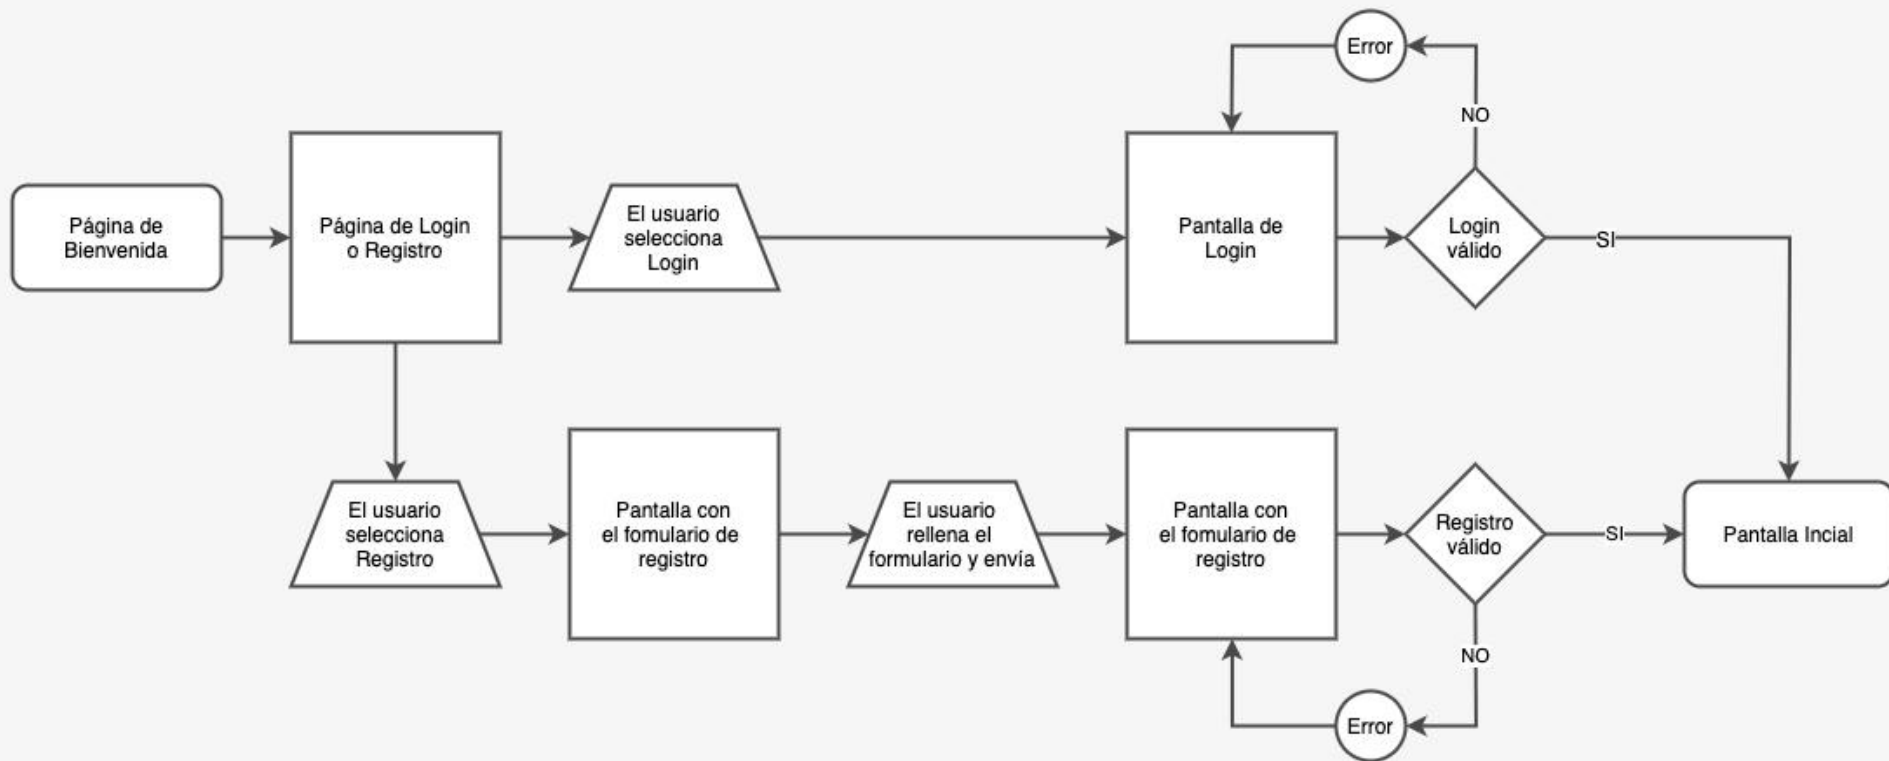 Error
NO
Página de
Bienvenida
Página de Login
o Registro
El usuario
selecciona
Login
Pantalla de
Login
Login
válido
SI
El usuario
selecciona
Registro
Pantalla con
el fomulario de
registro
El usuario
rellena el
formulario y envía
Pantalla con
el fomulario de
registro
Registro
válido
SI
Pantalla Incial
NO
Error